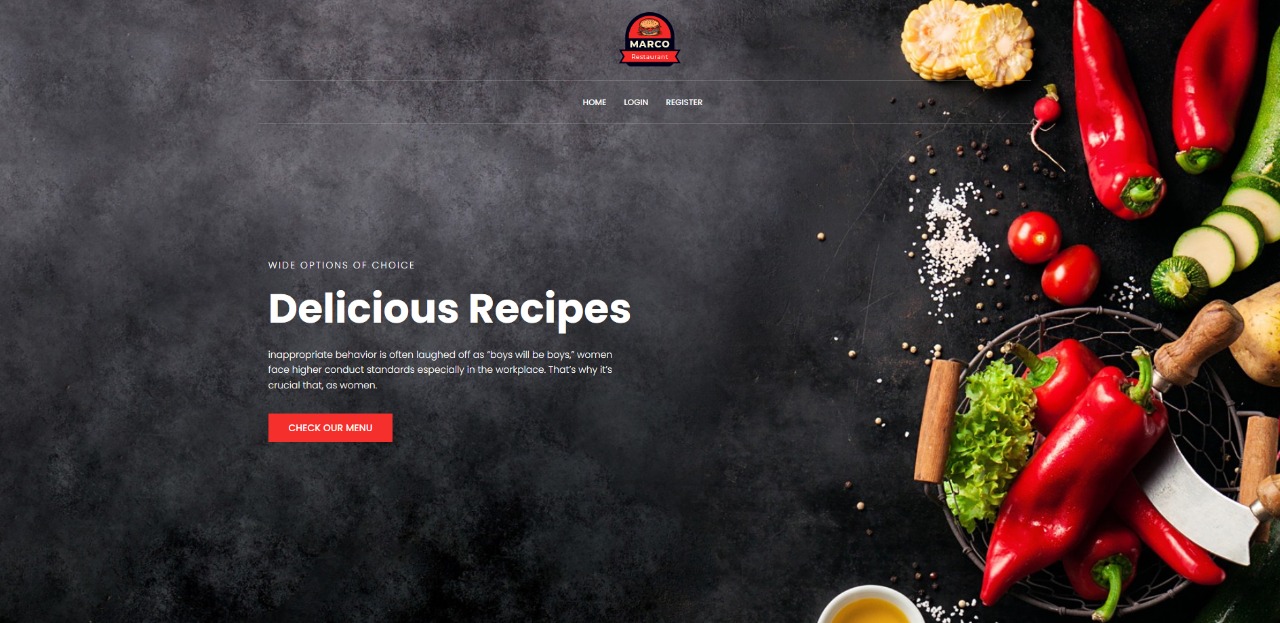 MARCO
Restaurant
HOME LOGIN REGISTER
WIDE OPTIONS OF CHOICE
Delicious Recipes
inappropriate behavior is often laughed off as “boys will be boys,” women
face higher conduct standards especially in the workplace. That’s why it’s
crucial that, as women.
CHECK OUR MENU